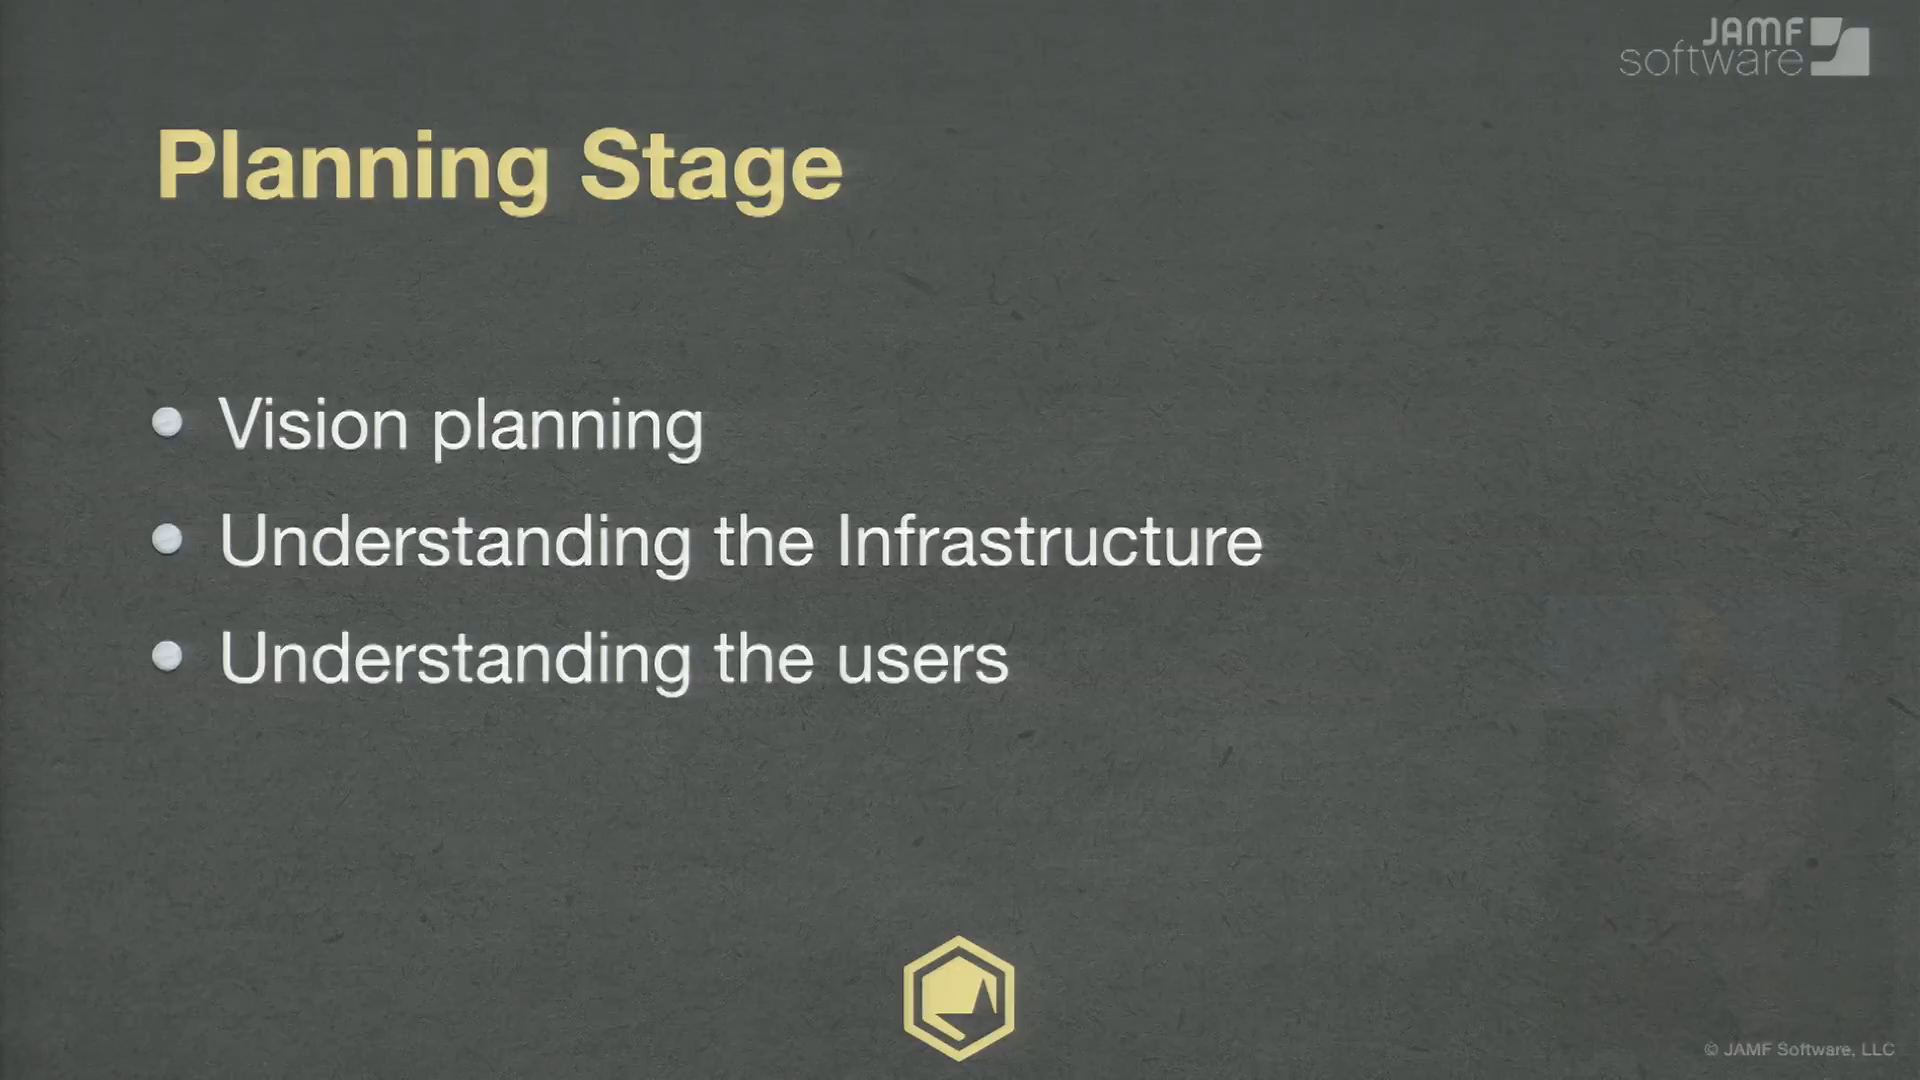 JAMF
software
Planning Stage
Vision planning
Understanding the Infrastructure
Understanding the users
© JAMF Software, LLC